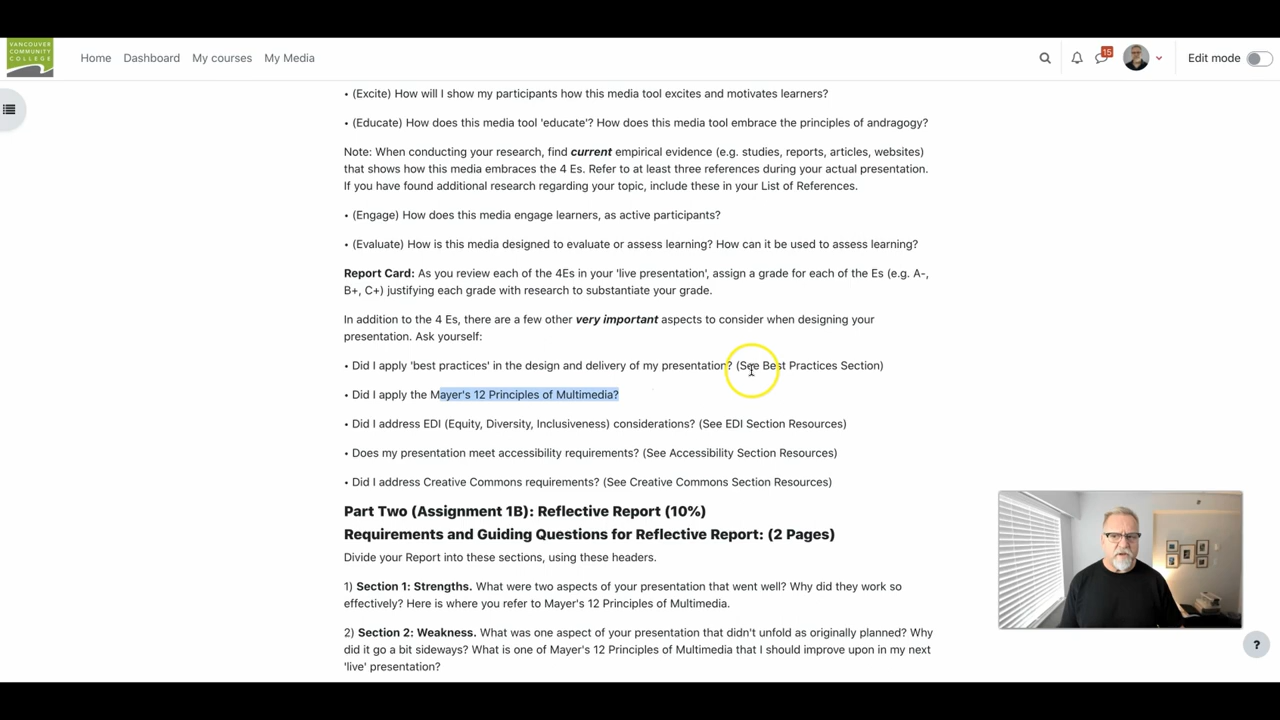 VANCOUVER
COMMUNITY
COLLEGE
Home Dashboard My courses My Media 15 Edit mode
• (Excite) How will I show my participants how this media tool excites and motivates learners?
• (Educate) How does this media tool 'educate'? How does this media tool embrace the principles of andragogy?
Note: When conducting your research, find current empirical evidence (e.g. studies, reports, articles, websites)
that shows how this media embraces the 4 Es. Refer to at least three references during your actual presentation.
If you have found additional research regarding your topic, include these in your List of References.
• (Engage) How does this media engage learners, as active participants?
• (Evaluate) How is this media designed to evaluate or assess learning? How can it be used to assess learning?
Report Card: As you review each of the 4Es in your 'live presentation', assign a grade for each of the Es (e.g. A-,
B+, C+) justifying each grade with research to substantiate your grade.
In addition to the 4 Es, there are a few other very important aspects to consider when designing your
presentation. Ask yourself:
• Did I apply 'best practices' in the design and delivery of my presentation? (See Best Practices Section)
• Did I apply the Mayer's 12 Principles of Multimedia?
• Did I address EDI (Equity, Diversity, Inclusiveness) considerations? (See EDI Section Resources)
• Does my presentation meet accessibility requirements? (See Accessibility Section Resources)
• Did I address Creative Commons requirements? (See Creative Commons Section Resources)
Part Two (Assignment 1B): Reflective Report (10%)
Requirements and Guiding Questions for Reflective Report: (2 Pages)
Divide your Report into these sections, using these headers.
1) Section 1: Strengths. What were two aspects of your presentation that went well? Why did they work so
effectively? Here is where you refer to Mayer's 12 Principles of Multimedia.
2) Section 2: Weakness. What was one aspect of your presentation that didn't unfold as originally planned? Why
did it go a bit sideways? What is one of Mayer's 12 Principles of Multimedia that I should improve upon in my next
'live' presentation?
?